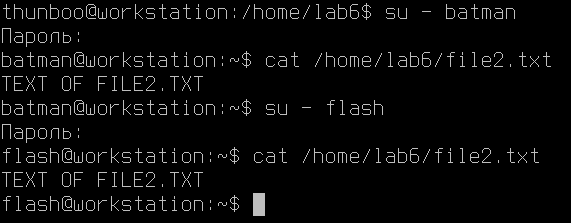 thunboo@workstation:/home/lab6$ su - batman
Пароль:
batman@workstation:~$ cat /home/lab6/file2.txt
TEXT OF FILE2.TXT
batman@workstation:~$ su - flash
Пароль:
flash@workstation:~$ cat /home/lab6/file2.txt
TEXT OF FILE2.TXT
flash@workstation:~$